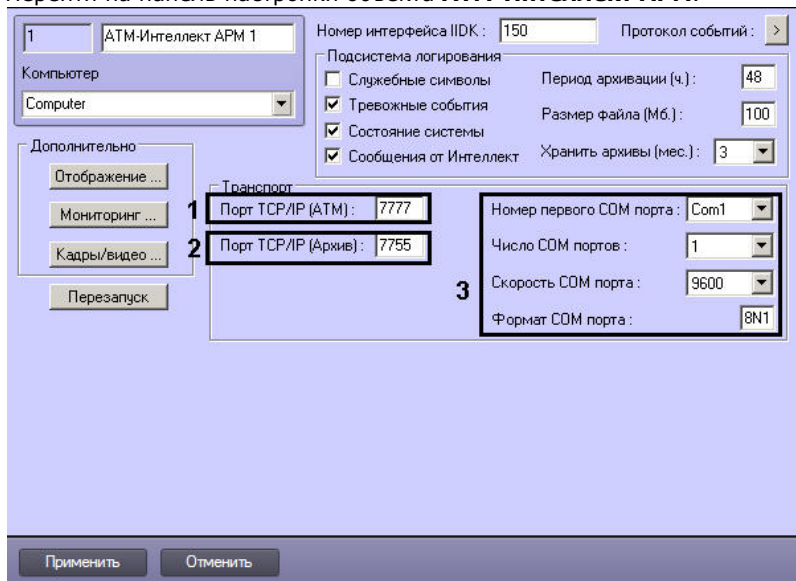 1 АТМ-Интеллект АРМ 1
Компьютер
Computer
Номер интерфейса IIDK : 150 Протокол событий : >
Подсистема логирования
Служебные символы Период архивации (ч.) : 48
Тревожные события Размер файла (Мб.) : 100
Состояние системы
Сообщения от Интеллект Хранить архивы (мес.) : 3
Дополнительно
Отображение ...
Мониторинг ...
Кадры/видео ...
Перезапуск
Транспорт
1 Порт TCP/IP (АТМ) : 7777
2 Порт TCP/IP (Архив) : 7755
3
Номер первого COM порта : Com1
Число COM портов : 1
Скорость COM порта : 9600
Формат COM порта : 8N1
Применить Отменить